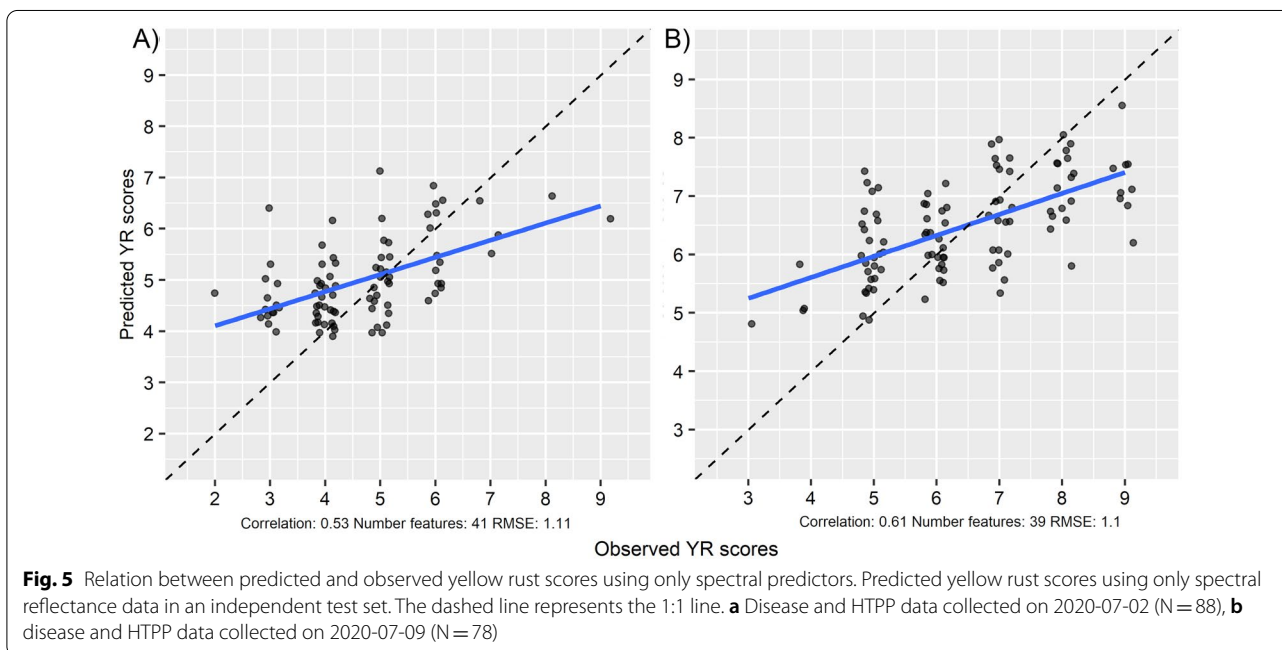 A)
B)
Predicted YR scores
9
8
7
6
5
4
3
2
2 3 4 5 6 7 8 9
Correlation: 0.53 Number features: 41 RMSE: 1.11
9
8
7
6
5
4
3
3 4 5 6 7 8 9
Correlation: 0.61 Number features: 39 RMSE: 1.1
Observed YR scores
Fig. 5 Relation between predicted and observed yellow rust scores using only spectral predictors. Predicted yellow rust scores using only spectral
reflectance data in an independent test set. The dashed line represents the 1:1 line. a Disease and HTPP data collected on 2020-07-02 (N = 88), b
disease and HTPP data collected on 2020-07-09 (N = 78)